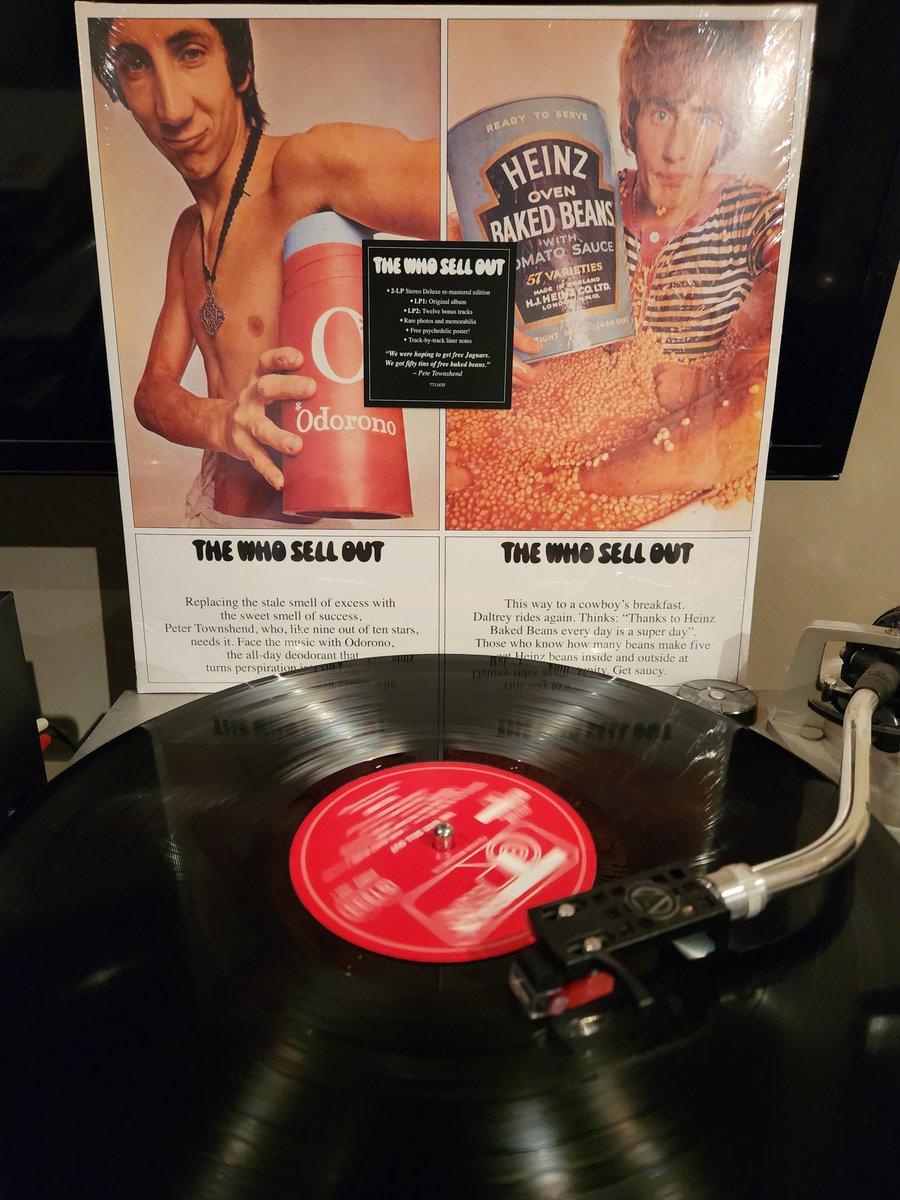 READY TO SERVE
HEINZ
OVEN
BAKED BEANS
WITH
TOMATO SAUCE
57 VARIETIES
MADE IN ENGLAND
H.J. HEINZ CO. LTD.
LONDON N.W.10.
THE WHO SELL OUT
• 2-LP Stereo Deluxe re-mastered edition
• LP1: Original album
• LP2: Twelve bonus tracks
• Rare photos and memorabilia
• Free psychedelic poster!
• Track-by-track liner notes
"We were hoping to get free Jaguars.
We got fifty tins of free baked beans."
– Pete Townshend
7711435
O
Odorono
THE WHO SELL OUT
Replacing the stale smell of excess with
the sweet smell of success,
Peter Townshend, who, like nine out of ten stars,
needs it. Face the music with Odorono,
the all-day deodorant that
turns perspiration
THE WHO SELL OUT
This way to a cowboy's breakfast.
Daltrey rides again. Thinks: "Thanks to Heinz
Baked Beans every day is a super day".
Those who know how many beans make five
get Heinz beans inside and outside at
Get saucy.